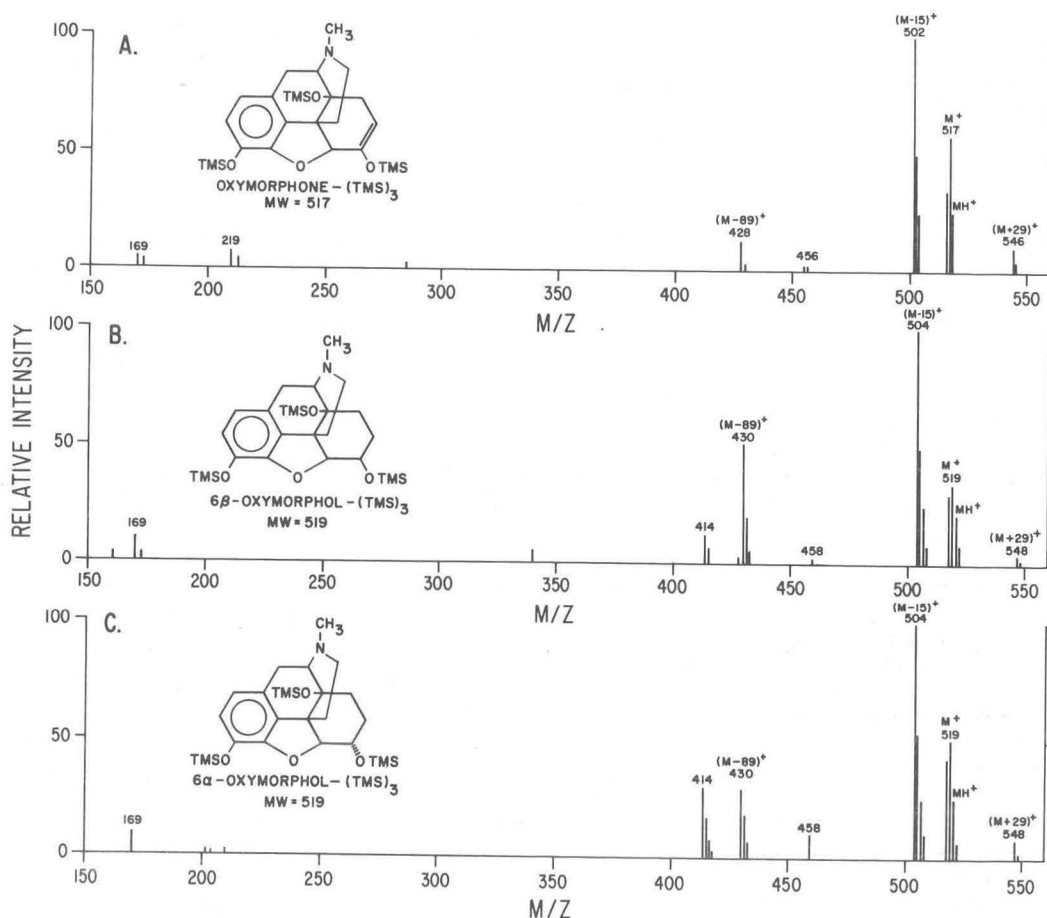 RELATIVE INTENSITY
A.
100
50
0
CH3
N
TMSO
TMSO
O
O TMS
OXYMORPHONE – (TMS)3
MW = 517
169
219
(M-89)+
428
456
(M-15)+
502
M+
517
MH+
(M+29)+
546
150 200 250 300 350 400 450 500 550
M/Z
B.
100
50
0
CH3
N
TMSO
TMSO
O
OTMS
6β-OXYMORPHOL – (TMS)3
MW = 519
169
414
(M-89)+
430
458
(M-15)+
504
M+
519
MH+
(M+29)+
548
150 200 250 300 350 400 450 500 550
M/Z
C.
100
50
0
CH3
N
TMSO
TMSO
O
OTMS
6α-OXYMORPHOL – (TMS)3
MW = 519
169
414
(M-89)+
430
458
(M-15)+
504
M+
519
MH+
(M+29)+
548
150 200 250 300 350 400 450 500 550
M/Z